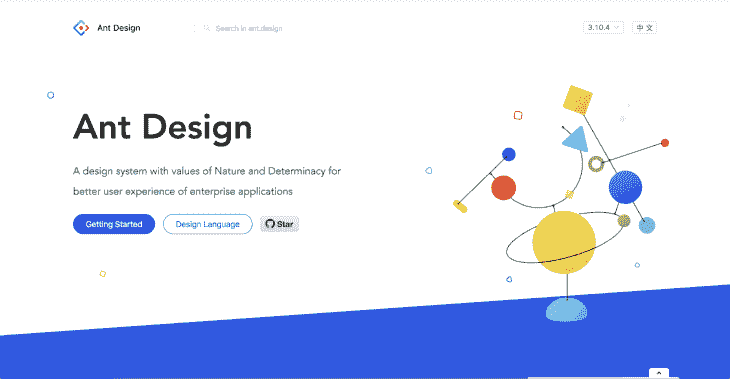 Ant Design
Search in ant.design
3.10.4
中 文
Ant Design
A design system with values of Nature and Determinacy for
better user experience of enterprise applications
Getting Started
Design Language
Star